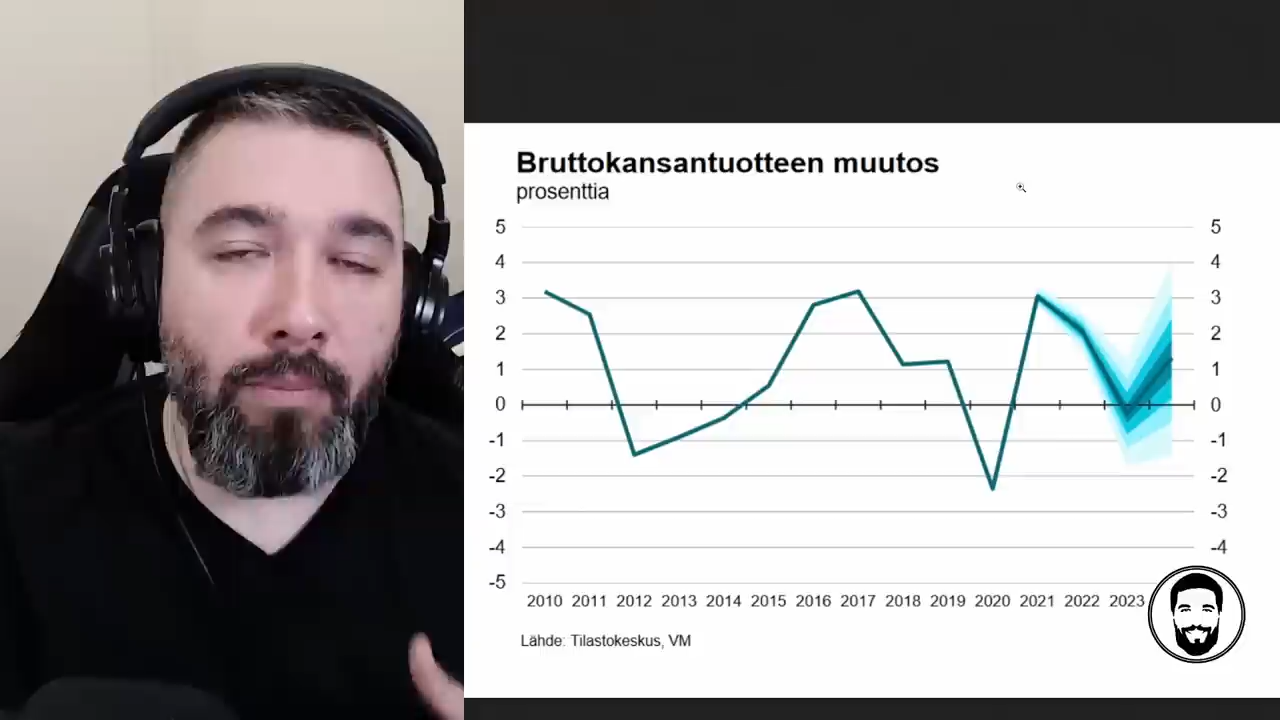 Bruttokansantuotteen muutos
prosenttia
5 5
4 4
3 3
2 2
1 1
0 0
-1 -1
-2 -2
-3 -3
-4 -4
-5
2010 2011 2012 2013 2014 2015 2016 2017 2018 2019 2020 2021 2022 2023
Lähde: Tilastokeskus, VM